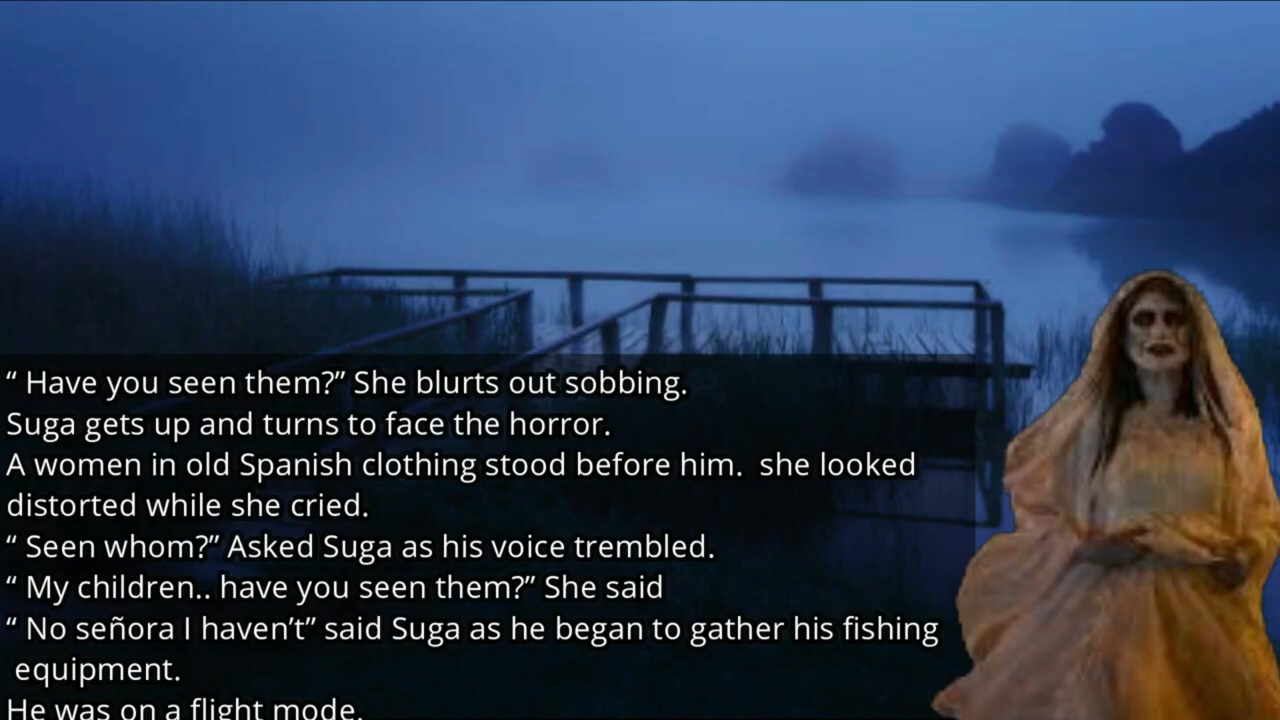 “ Have you seen them?” She blurts out sobbing.
Suga gets up and turns to face the horror.
A women in old Spanish clothing stood before him.  she looked
distorted while she cried.
“ Seen whom?” Asked Suga as his voice trembled.
“ My children.. have you seen them?” She said
“ No señora I haven’t” said Suga as he began to gather his fishing
equipment.
He was on a flight mode.